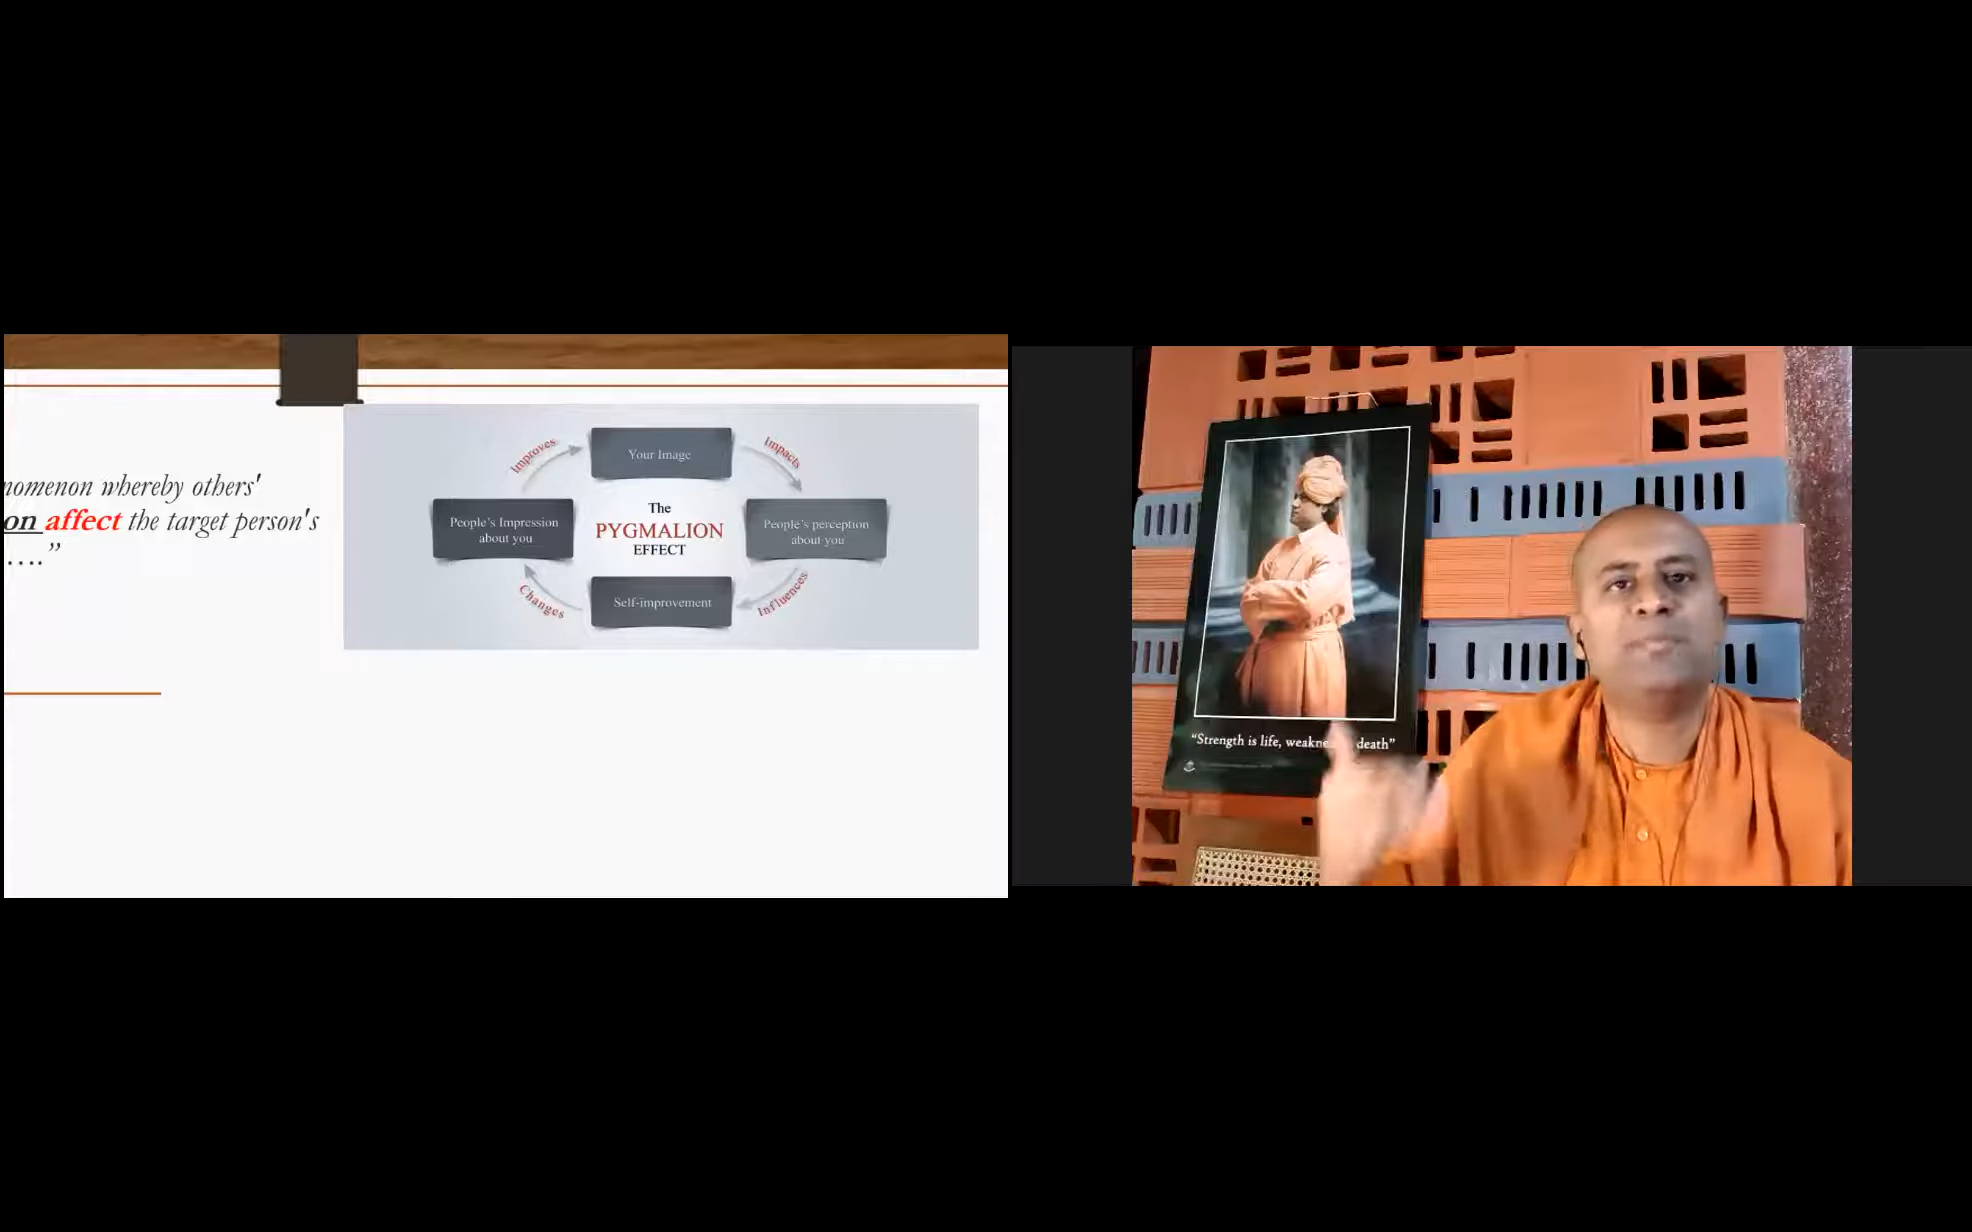 nomenon whereby others'
on affect the target person's
….”
Improves
Your Image
Impacts
People's Impression
about you
The
PYGMALION
EFFECT
People's perception
about you
Changes
Self-improvement
Influences
“Strength is life, weakne death”